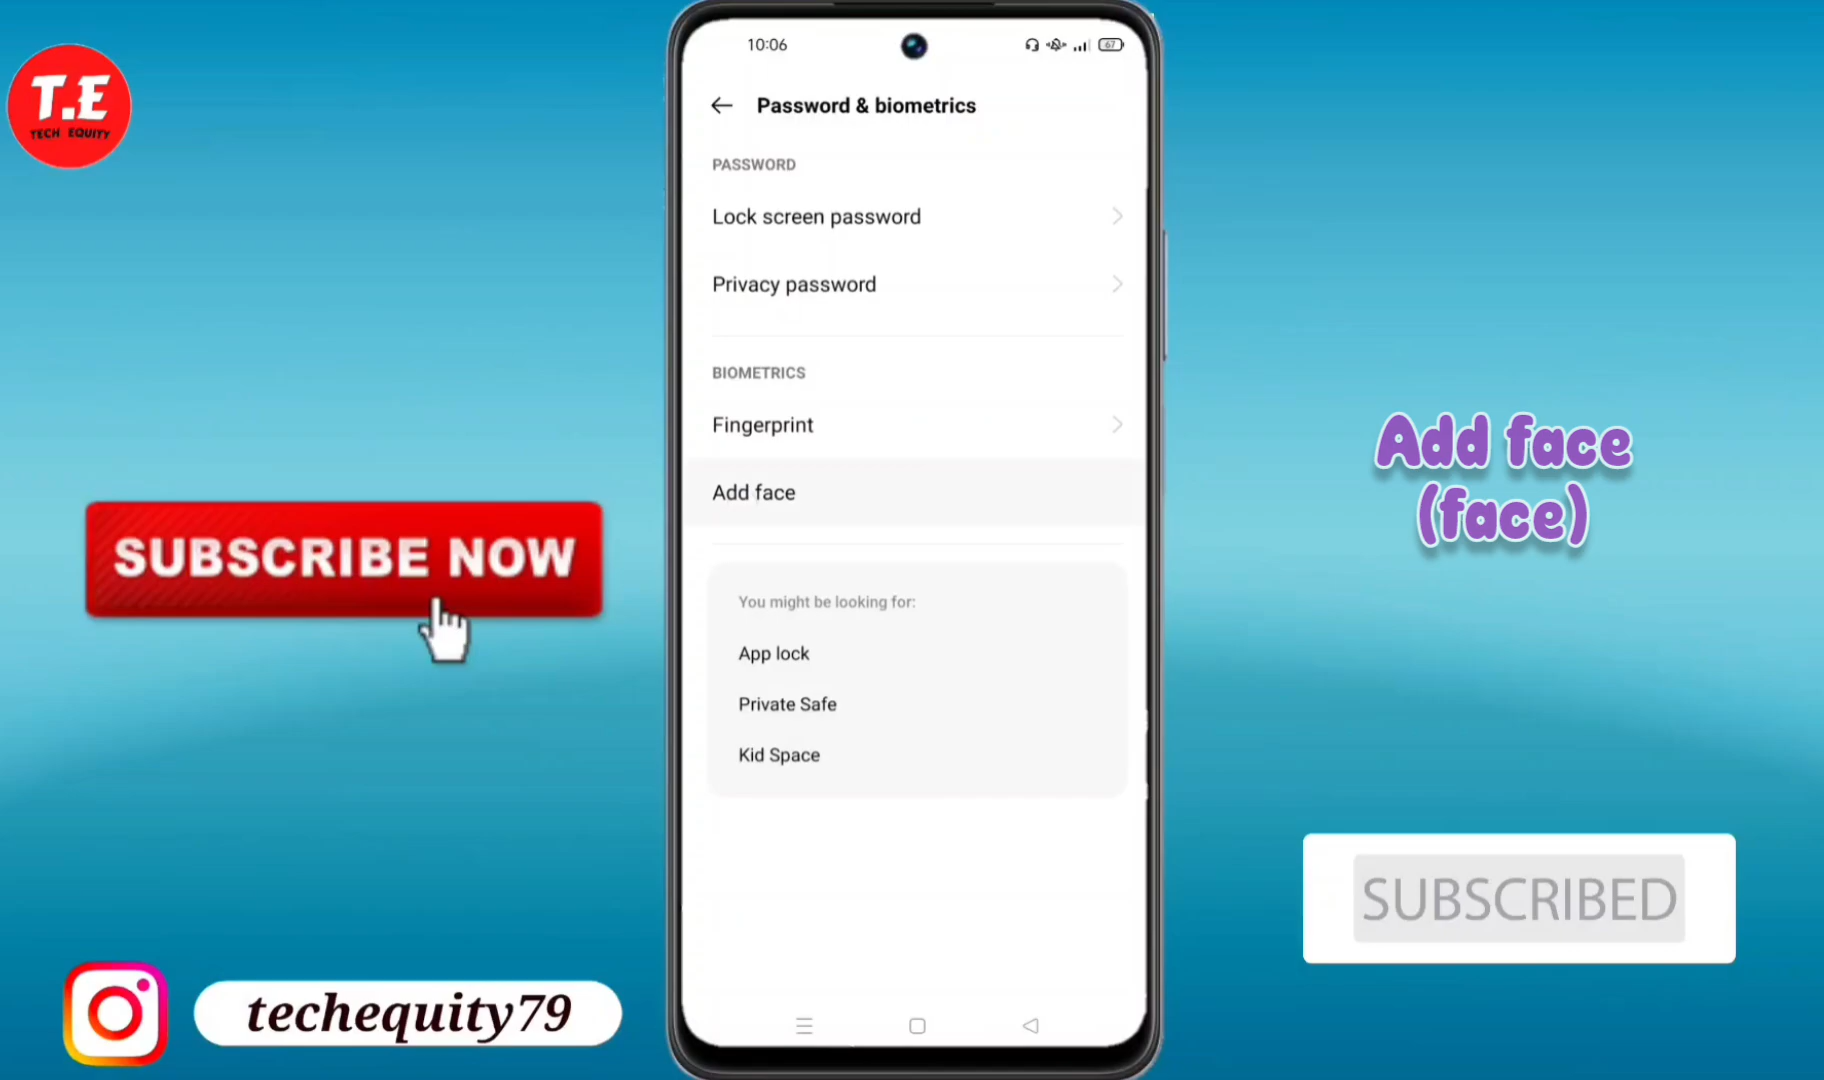 T.E
TECH EQUITY
10:06
67
Password & biometrics
PASSWORD
Lock screen password
Privacy password
BIOMETRICS
Fingerprint
Add face
You might be looking for:
App lock
Private Safe
Kid Space
SUBSCRIBE NOW
techequity79
Add face
(face)
SUBSCRIBED